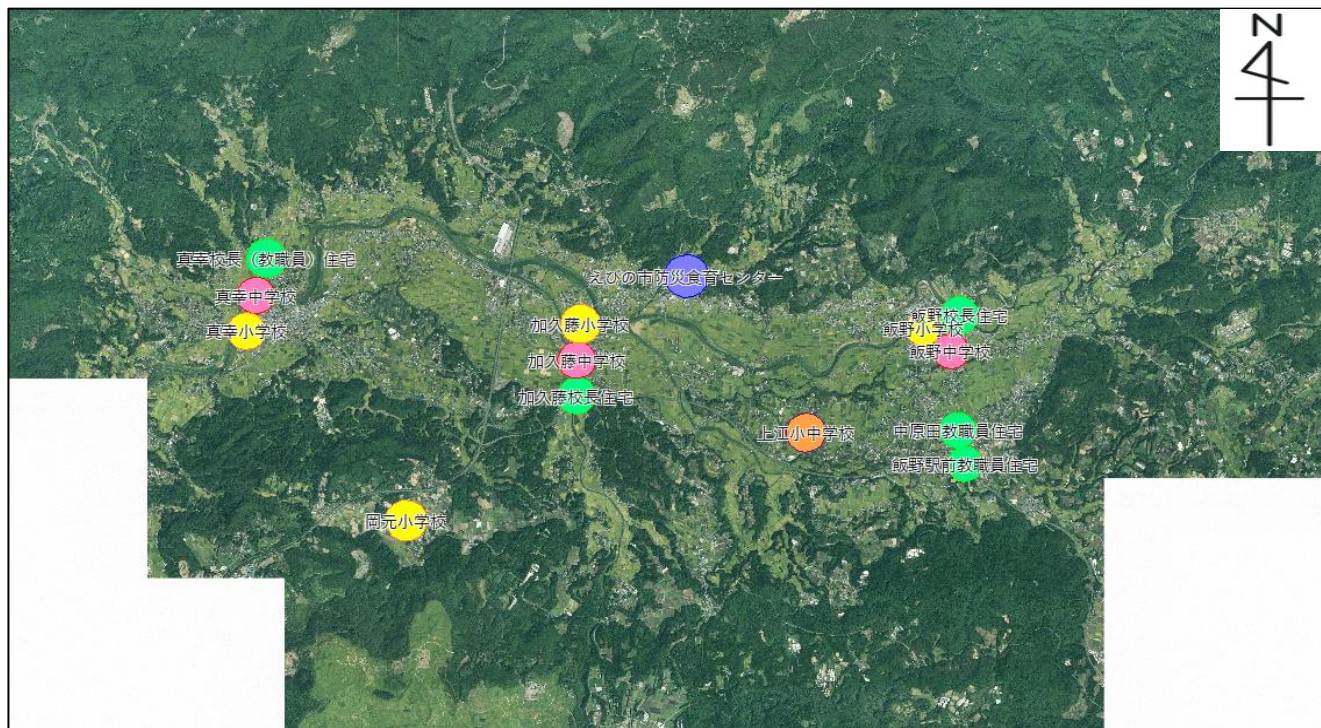 N
真幸校長（教職員）住宅
えびの市防災食育センター
真幸中学校
飯野校長住宅
加久藤小学校
飯野小学校
真幸小学校
飯野中学校
加久藤中学校
加久藤校長住宅
上江小中学校
中原田教職員住宅
飯野駅前教職員住宅
岡元小学校